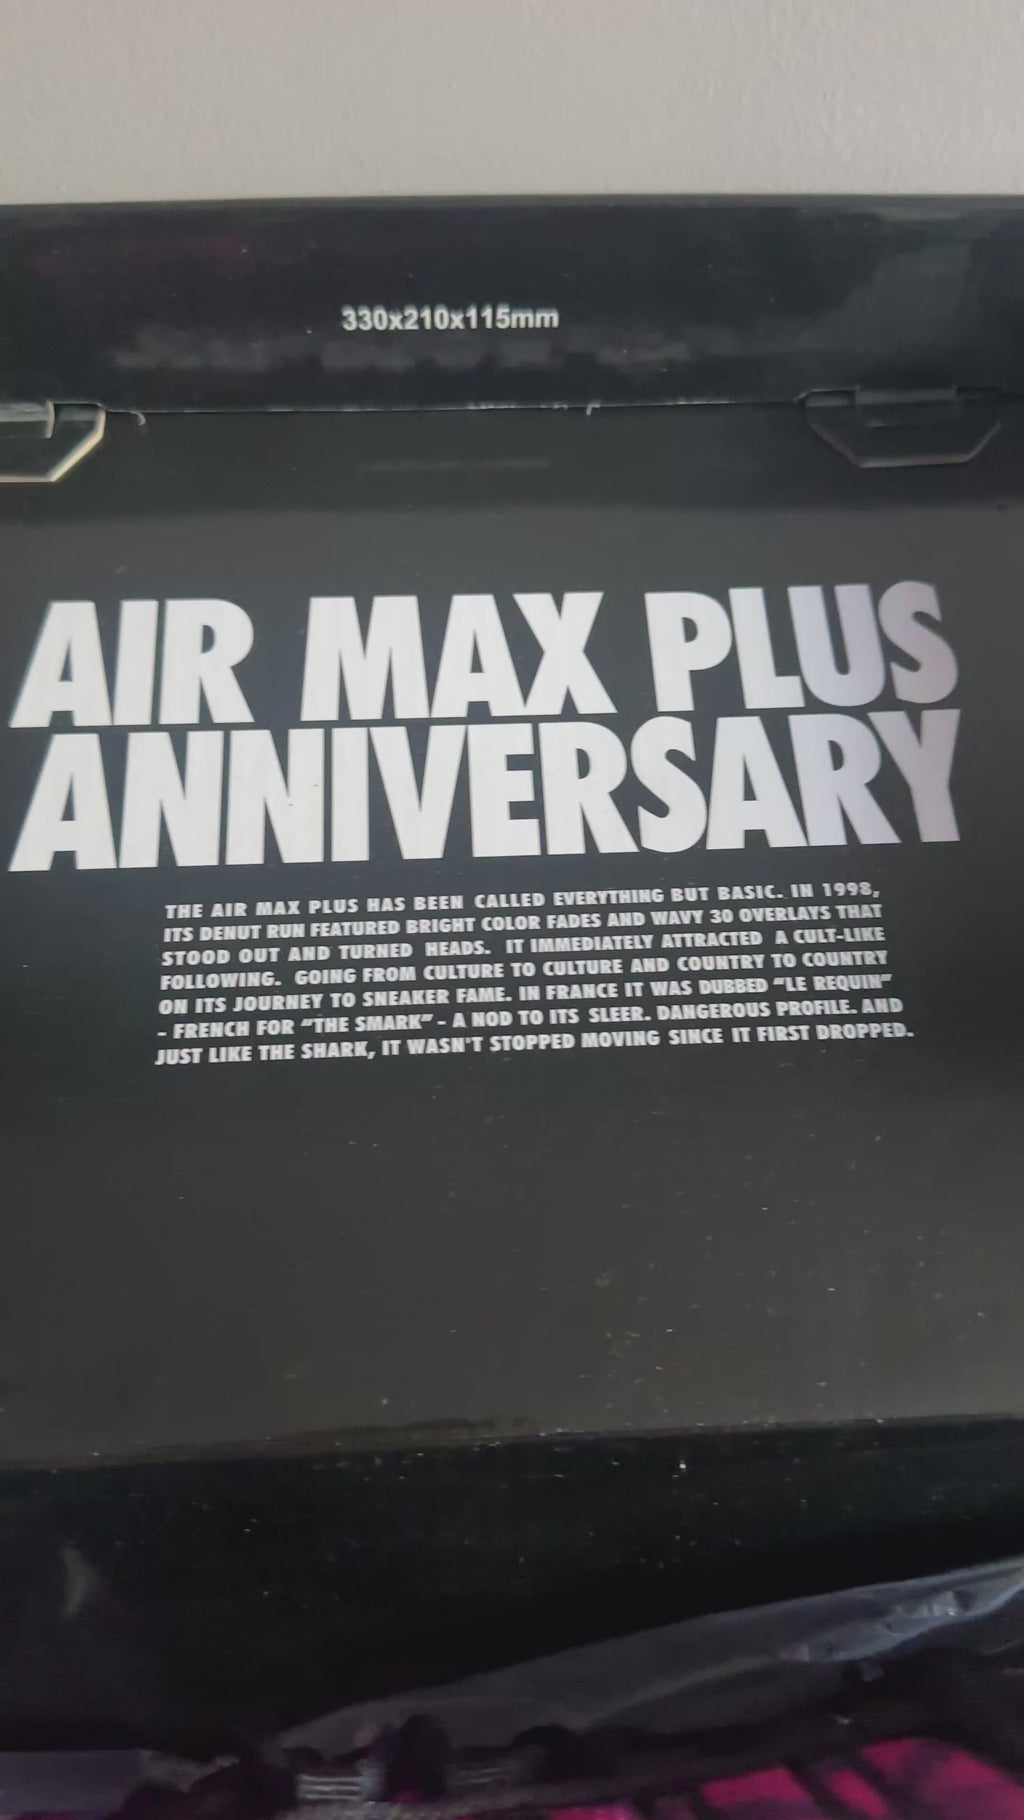 330x210x115mm
AIR MAX PLUS
ANNIVERSARY
THE AIR MAX PLUS HAS BEEN CALLED EVERYTHING BUT BASIC. IN 1998,
ITS DENUT RUN FEATURED BRIGHT COLOR FADES AND WAVY 30 OVERLAYS THAT
STOOD OUT AND TURNED HEADS. IT IMMEDIATELY ATTRACTED A CULT-LIKE
FOLLOWING. GOING FROM CULTURE TO CULTURE AND COUNTRY TO COUNTRY
ON ITS JOURNEY TO SNEAKER FAME. IN FRANCE IT WAS DUBBED "LE REQUIN"
- FRENCH FOR "THE SMARK" - A NOD TO ITS SLEER. DANGEROUS PROFILE. AND
JUST LIKE THE SHARK, IT WASN'T STOPPED MOVING SINCE IT FIRST DROPPED.